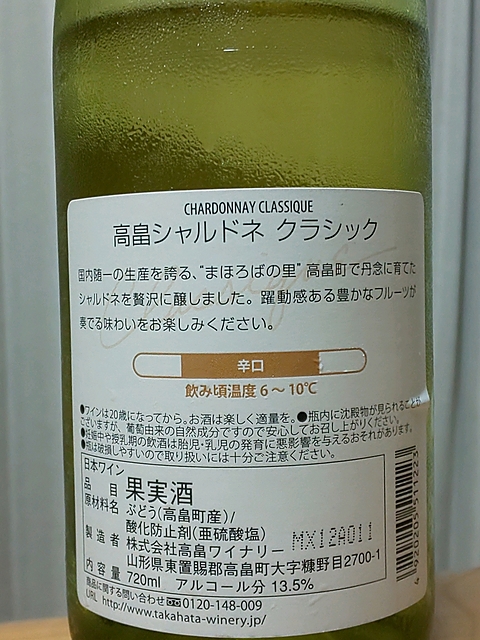 CHARDONNAY CLASSIQUE
高畠シャルドネ クラシック
国内随一の生産を誇る、“まほろばの里” 高畠町で丹念に育てた
シャルドネを贅沢に醸しました。躍動感ある豊かなフルーツが
奏でる味わいをお楽しみください。
辛口
飲み頃温度 6～10℃
●ワインは20歳になってから。お酒は楽しく適量を。●瓶内に沈殿物が見られることが
ございますが、葡萄由来の自然成分ですので安心してお召し上がりください。
●妊娠中や授乳期の飲酒は胎児・乳児の発育に悪影響を与えるおそれがあります。
●瓶は破損しやすいので取り扱いには十分ご注意ください。
日本ワイン
品目 果実酒
原材料名 ぶどう(高畠町産)/
酸化防止剤(亜硫酸塩)
製造者 株式会社高畠ワイナリー MX12A011
山形県東置賜郡高畠町大字糠野目2700-1
内容量 720ml アルコール分 13.5%
商品に関する問い合わせ 0120-148-009
URL http://www.takahata-winery.jp/